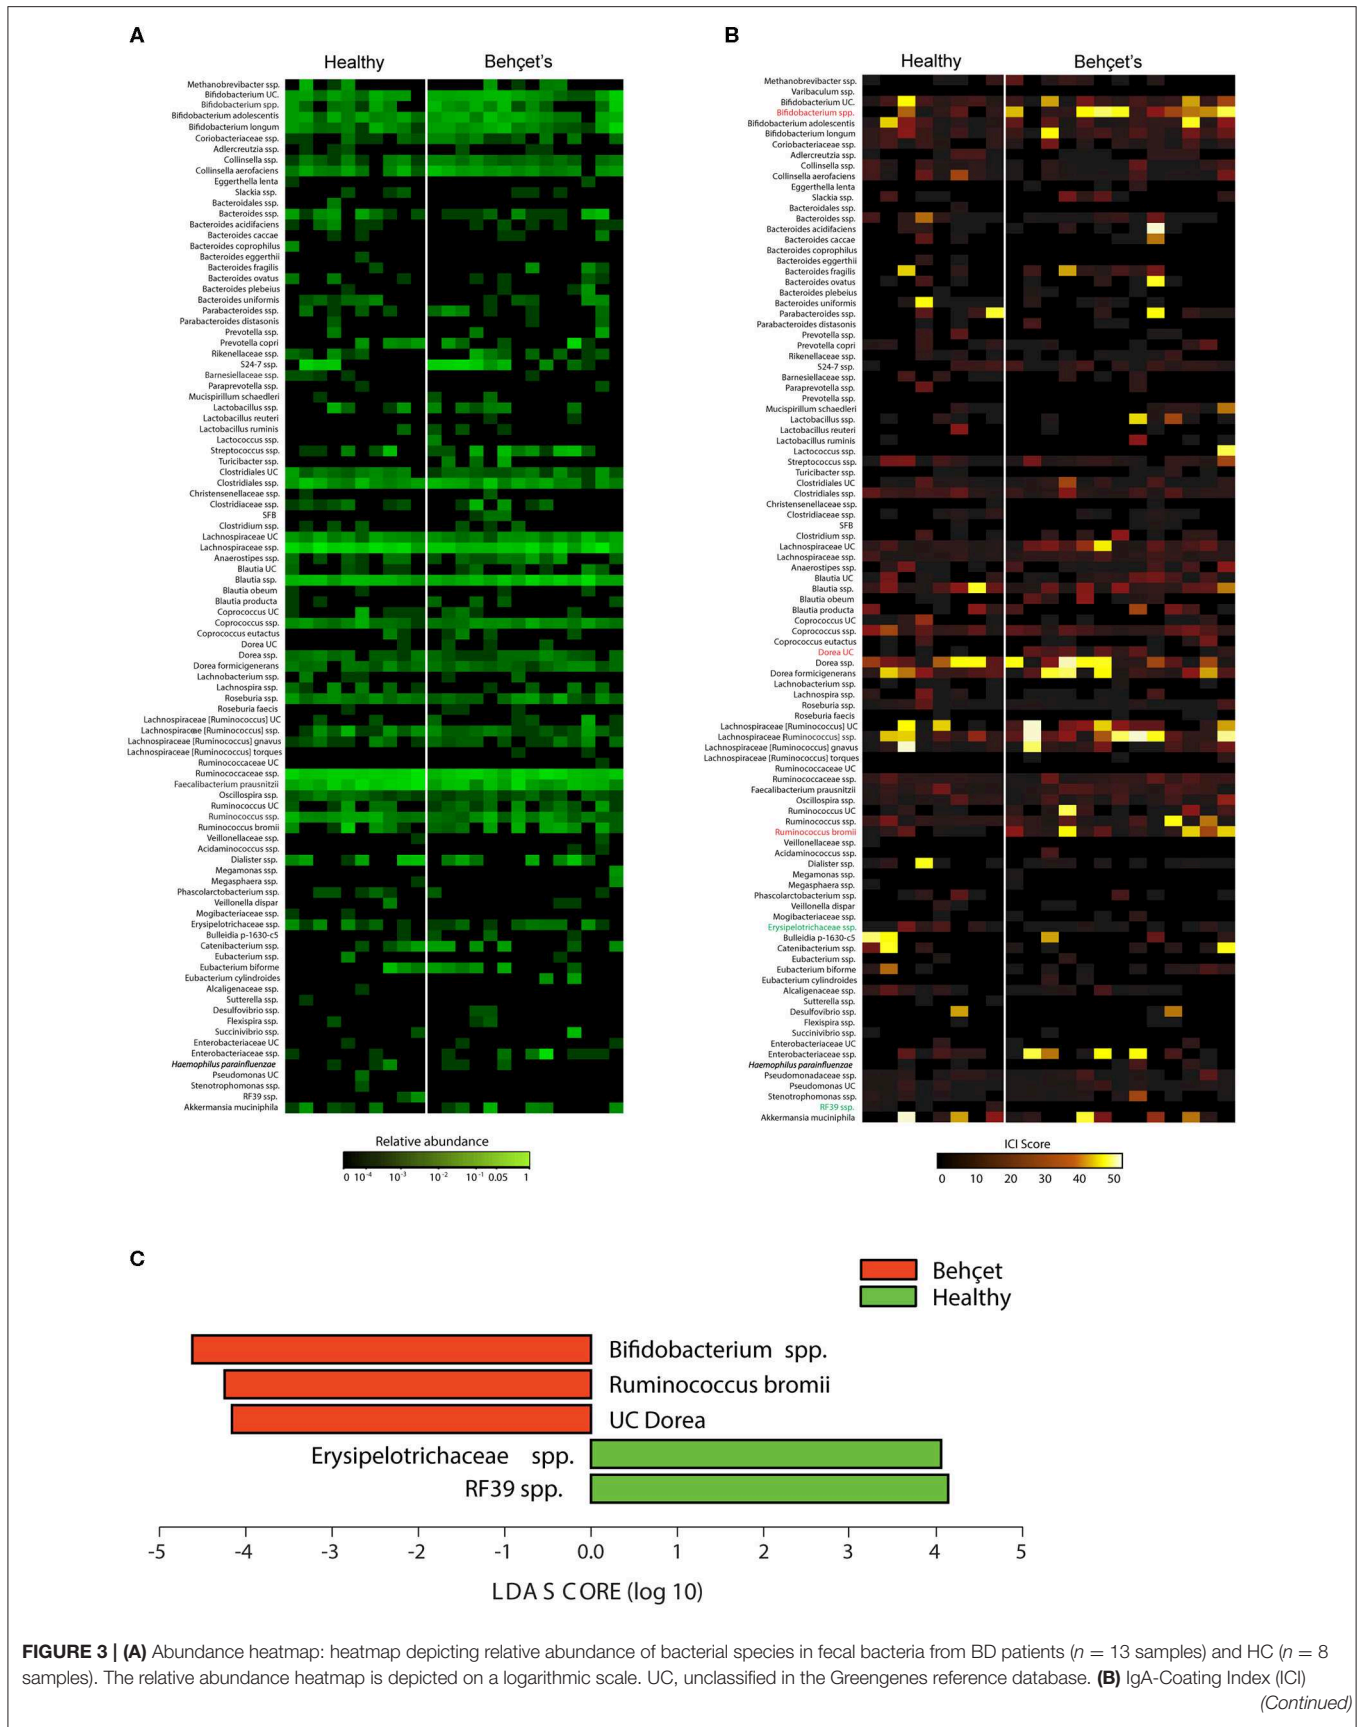 A
Healthy Behçet's
Methanobrevibacter ssp.
Bifidobacterium UC.
Bifidobacterium spp.
Bifidobacterium adolescentis
Bifidobacterium longum
Coriobacteriaceae ssp.
Adlercreutzia ssp.
Collinsella ssp.
Collinsella aerofaciens
Eggerthella lenta
Slackia ssp.
Bacteroidales ssp.
Bacteroides ssp.
Bacteroides acidifaciens
Bacteroides caccae
Bacteroides coprophilus
Bacteroides eggerthii
Bacteroides fragilis
Bacteroides ovatus
Bacteroides plebeius
Bacteroides uniformis
Parabacteroides ssp.
Parabacteroides distasonis
Prevotella ssp.
Prevotella copri
Rikenellaceae ssp.
S24-7 ssp.
Barnesiellaceae ssp.
Paraprevotella ssp.
Mucispirillum schaedleri
Lactobacillus ssp.
Lactobacillus reuteri
Lactobacillus ruminis
Lactococcus ssp.
Streptococcus ssp.
Turicibacter ssp.
Clostridiales UC
Clostridiales ssp.
Christensenellaceae ssp.
Clostridiaceae ssp.
SFB
Clostridium ssp.
Lachnospiraceae UC
Lachnospiraceae ssp.
Anaerostipes ssp.
Blautia UC
Blautia ssp.
Blautia obeum
Blautia producta
Coprococcus UC
Coprococcus ssp.
Coprococcus eutactus
Dorea UC
Dorea ssp.
Dorea formicigenerans
Lachnobacterium ssp.
Lachnospira ssp.
Roseburia ssp.
Roseburia faecis
Lachnospiraceae [Ruminococcus] UC
Lachnospiraceae [Ruminococcus] ssp.
Lachnospiraceae [Ruminococcus] gnavus
Lachnospiraceae [Ruminococcus] torques
Ruminococcaceae UC
Ruminococcaceae ssp.
Faecalibacterium prausnitzii
Oscillospira ssp.
Ruminococcus UC
Ruminococcus ssp.
Ruminococcus bromii
Veillonellaceae ssp.
Acidaminococcus ssp.
Dialister ssp.
Megamonas ssp.
Megasphaera ssp.
Phascolarctobacterium ssp.
Veillonella dispar
Mogibacteriaceae ssp.
Erysipelotrichaceae ssp.
Bulleidia p-1630-c5
Catenibacterium ssp.
Eubacterium ssp.
Eubacterium biforme
Eubacterium cylindroides
Alcaligenaceae ssp.
Sutterella ssp.
Desulfovibrio ssp.
Flexispira ssp.
Succinivibrio ssp.
Enterobacteriaceae UC
Enterobacteriaceae ssp.
Haemophilus parainfluenzae
Pseudomonas UC
Stenotrophomonas ssp.
RF39 ssp.
Akkermansia muciniphila
Relative abundance
0 10-4 10-3 10-2 10-1 0.05 1
B
Healthy Behçet's
Methanobrevibacter ssp.
Varibaculum ssp.
Bifidobacterium UC.
Bifidobacterium spp.
Bifidobacterium adolescentis
Bifidobacterium longum
Coriobacteriaceae ssp.
Adlercreutzia ssp.
Collinsella ssp.
Collinsella aerofaciens
Eggerthella lenta
Slackia ssp.
Bacteroidales ssp.
Bacteroides ssp.
Bacteroides acidifaciens
Bacteroides caccae
Bacteroides coprophilus
Bacteroides eggerthii
Bacteroides fragilis
Bacteroides ovatus
Bacteroides plebeius
Bacteroides uniformis
Parabacteroides ssp.
Parabacteroides distasonis
Prevotella ssp.
Prevotella copri
Rikenellaceae ssp.
S24-7 ssp.
Barnesiellaceae ssp.
Paraprevotella ssp.
Prevotella ssp.
Mucispirillum schaedleri
Lactobacillus ssp.
Lactobacillus reuteri
Lactobacillus ruminis
Lactococcus ssp.
Streptococcus ssp.
Turicibacter ssp.
Clostridiales UC
Clostridiales ssp.
Christensenellaceae ssp.
Clostridiaceae ssp.
SFB
Clostridium ssp.
Lachnospiraceae UC
Lachnospiraceae ssp.
Anaerostipes ssp.
Blautia UC
Blautia ssp.
Blautia obeum
Blautia producta
Coprococcus UC
Coprococcus ssp.
Coprococcus eutactus
Dorea UC
Dorea ssp.
Dorea formicigenerans
Lachnobacterium ssp.
Lachnospira ssp.
Roseburia ssp.
Roseburia faecis
Lachnospiraceae [Ruminococcus] UC
Lachnospiraceae [Ruminococcus] ssp.
Lachnospiraceae [Ruminococcus] gnavus
Lachnospiraceae [Ruminococcus] torques
Ruminococcaceae UC
Ruminococcaceae ssp.
Faecalibacterium prausnitzii
Oscillospira ssp.
Ruminococcus UC
Ruminococcus ssp.
Ruminococcus bromii
Veillonellaceae ssp.
Acidaminococcus ssp.
Dialister ssp.
Megamonas ssp.
Megasphaera ssp.
Phascolarctobacterium ssp.
Veillonella dispar
Mogibacteriaceae ssp.
Erysipelotrichaceae ssp.
Bulleidia p-1630-c5
Catenibacterium ssp.
Eubacterium ssp.
Eubacterium biforme
Eubacterium cylindroides
Alcaligenaceae ssp.
Sutterella ssp.
Desulfovibrio ssp.
Flexispira ssp.
Succinivibrio ssp.
Enterobacteriaceae UC
Enterobacteriaceae ssp.
Haemophilus parainfluenzae
Pseudomonadaceae ssp.
Pseudomonas UC
Stenotrophomonas ssp.
RF39 ssp.
Akkermansia muciniphila
ICI Score
0 10 20 30 40 50
C
Behçet
Healthy
Bifidobacterium spp.
Ruminococcus bromii
UC Dorea
Erysipelotrichaceae spp.
RF39 spp.
-5 -4 -3 -2 -1 0.0 1 2 3 4 5
LDA S CORE (log 10)
FIGURE 3 | (A) Abundance heatmap: heatmap depicting relative abundance of bacterial species in fecal bacteria from BD patients (n = 13 samples) and HC (n = 8
samples). The relative abundance heatmap is depicted on a logarithmic scale. UC, unclassified in the Greengenes reference database. (B) IgA-Coating Index (ICI)
(Continued)